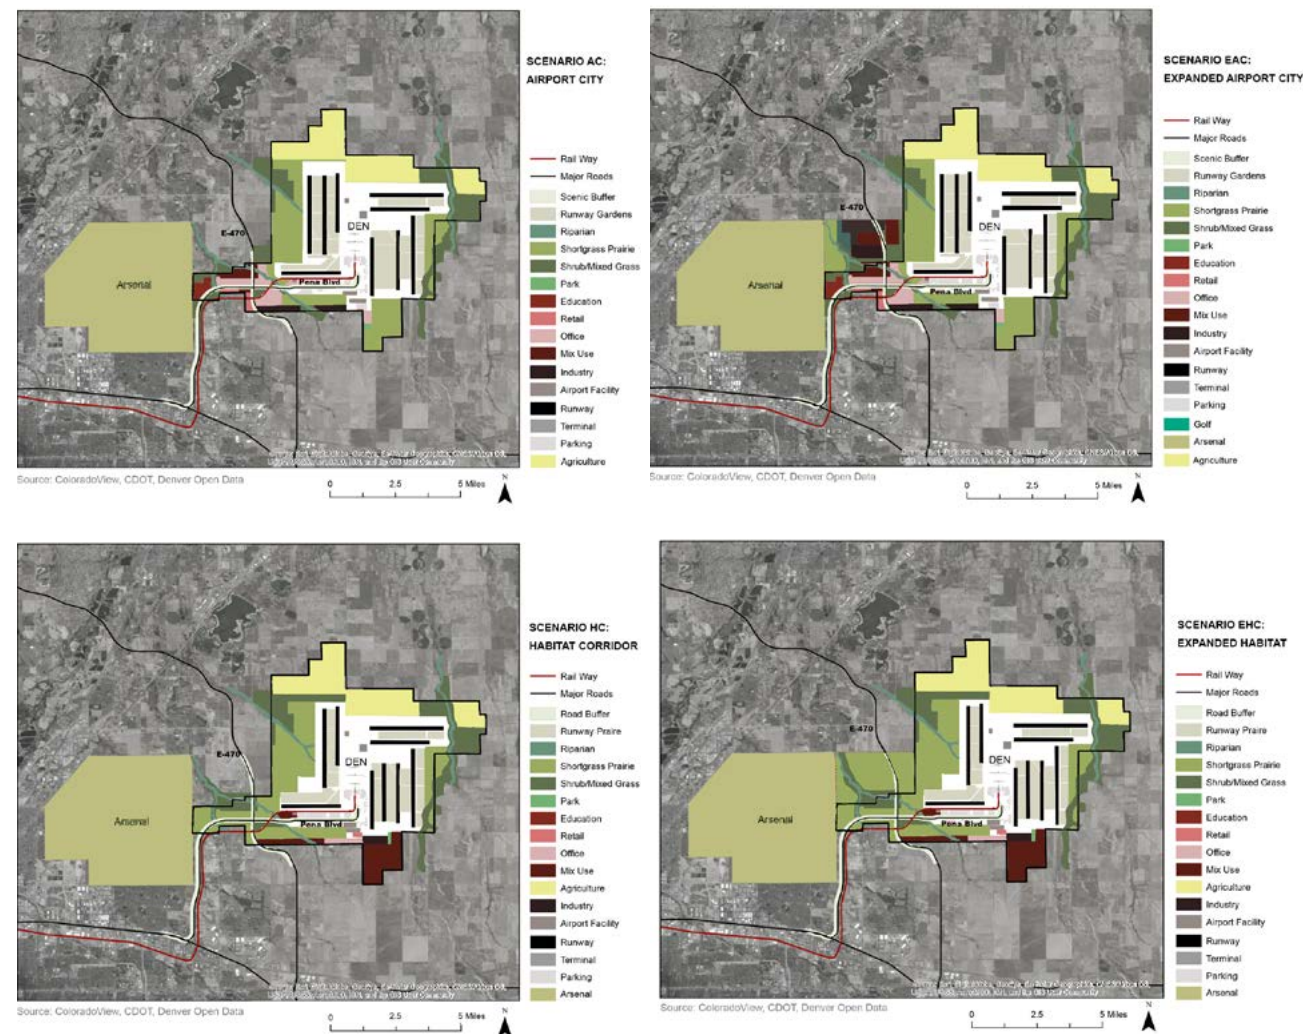 SCENARIO AC:
AIRPORT CITY
Rail Way
Major Roads
Scenic Buffer
Runway Gardens
Riparian
Shortgrass Prairie
Shrub/Mixed Grass
Park
Education
Retail
Office
Mix Use
Industry
Airport Facility
Runway
Terminal
Parking
Agriculture
E-470
DEN
Arsenal
Pena Blvd
Source: ColoradoView, CDOT, Denver Open Data
N
0 2.5 5 Miles
SCENARIO EAC:
EXPANDED AIRPORT CITY
Rail Way
Major Roads
Scenic Buffer
Runway Gardens
Riparian
Shortgrass Prairie
Shrub/Mixed Grass
Park
Education
Retail
Office
Mix Use
Industry
Airport Facility
Runway
Terminal
Parking
Golf
Arsenal
Agriculture
E-470
DEN
Arsenal
Pena Blvd
Source: ColoradoView, CDOT, Denver Open Data
N
0 2.5 5 Miles
SCENARIO HC:
HABITAT CORRIDOR
Rail Way
Major Roads
Road Buffer
Runway Praire
Riparian
Shortgrass Prairie
Shrub/Mixed Grass
Park
Education
Retail
Office
Mix Use
Agriculture
Industry
Airport Facility
Runway
Terminal
Parking
Arsenal
E-470
DEN
Arsenal
Pena Blvd
Source: ColoradoView, CDOT, Denver Open Data
N
0 2.5 5 Miles
SCENARIO EHC:
EXPANDED HABITAT
Rail Way
Major Roads
Road Buffer
Runway Praire
Riparian
Shortgrass Prairie
Shrub/Mixed Grass
Park
Education
Retail
Office
Mix Use
Agriculture
Industry
Airport Facility
Runway
Terminal
Parking
Arsenal
E-470
DEN
Arsenal
Pena Blvd
Source: ColoradoView, CDOT, Denver Open Data
N
0 2.5 5 Miles